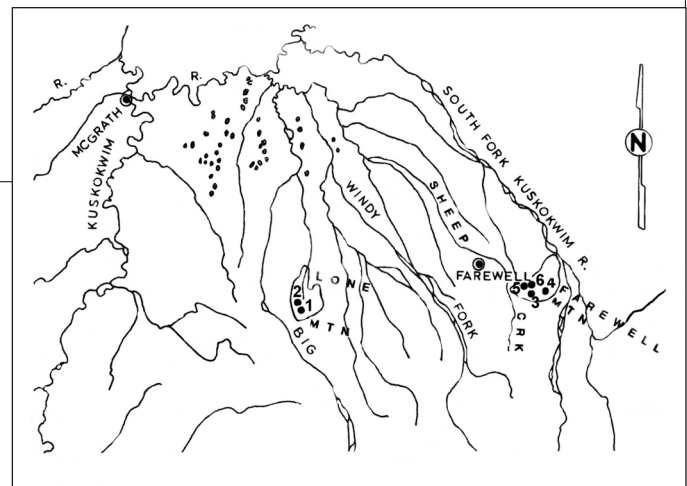 R.
R.
MCGRATH
KUSKOKWIM
SOUTH FORK KUSKOKWIM R.
N
WINDY
FORK
SHEEP
CRK
FAREWELL
LONE
MTN
2
1
BIG
5
6
4
3
FAREWELL
MTN